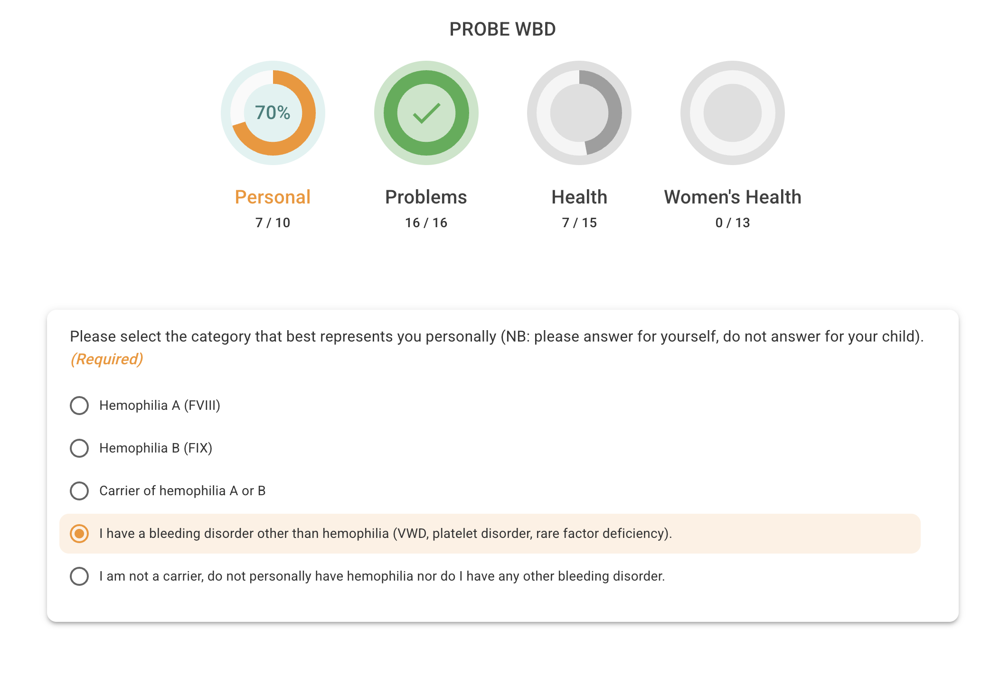 PROBE WBD
70%
Personal
7 / 10
Problems
16 / 16
Health
7 / 15
Women's Health
0 / 13
Please select the category that best represents you personally (NB: please answer for yourself, do not answer for your child).
(Required)
Hemophilia A (FVIII)
Hemophilia B (FIX)
Carrier of hemophilia A or B
I have a bleeding disorder other than hemophilia (VWD, platelet disorder, rare factor deficiency).
I am not a carrier, do not personally have hemophilia nor do I have any other bleeding disorder.